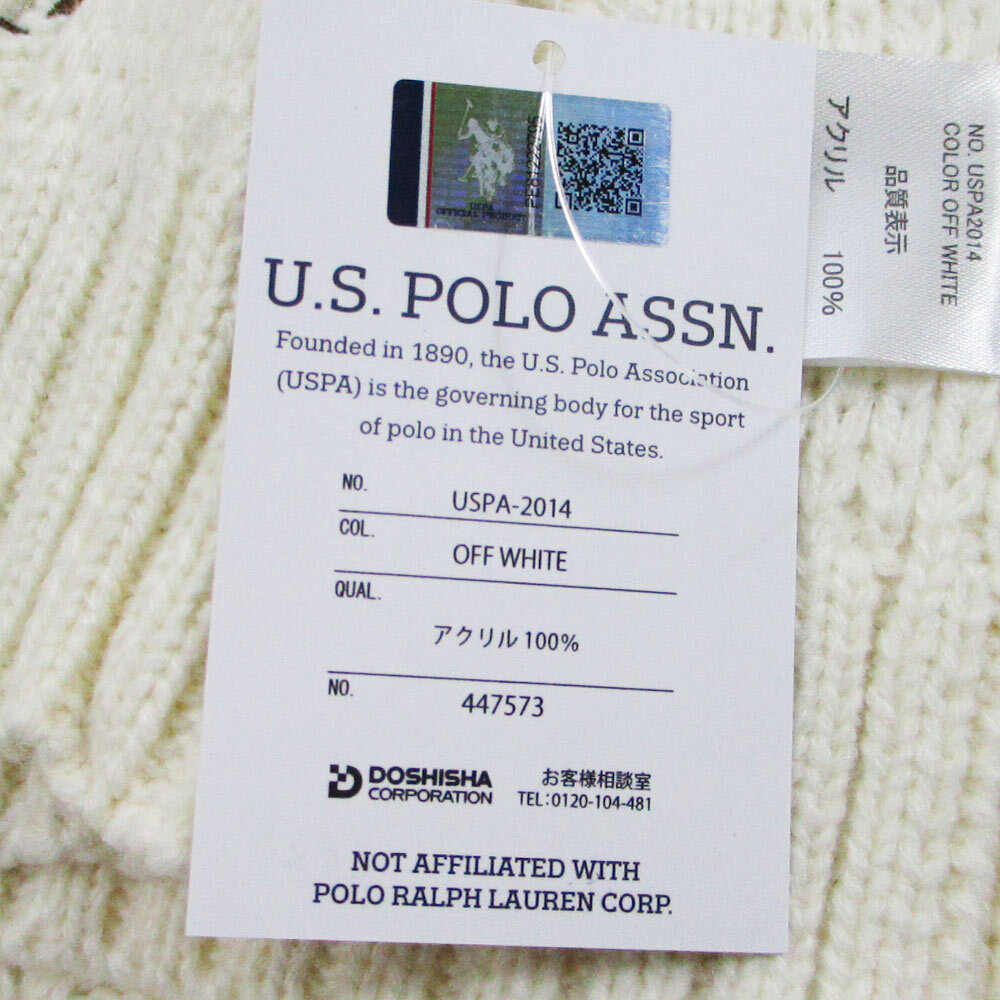 USPA
OFFICIAL PRODUCT
U.S. POLO ASSN.
Founded in 1890, the U.S. Polo Association
(USPA) is the governing body for the sport
of polo in the United States.
NO.
USPA-2014
COL.
OFF WHITE
QUAL.
アクリル 100%
NO.
447573
DOSHISHA
CORPORATION
お客様相談室
TEL:0120-104-481
NOT AFFILIATED WITH
POLO RALPH LAUREN CORP.
NO. USPA2014
COLOR OFF WHITE
品質表示
アクリル 100%